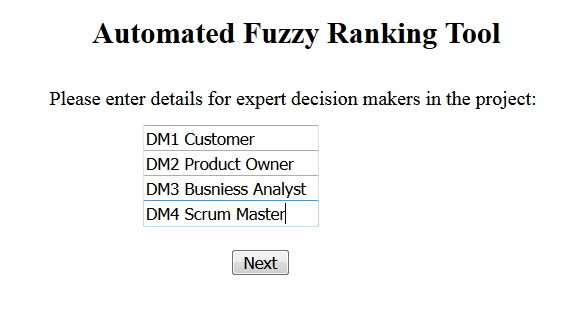 Automated Fuzzy Ranking Tool
Please enter details for expert decision makers in the project:
DM1 Customer
DM2 Product Owner
DM3 Busniess Analyst
DM4 Scrum Master
Next